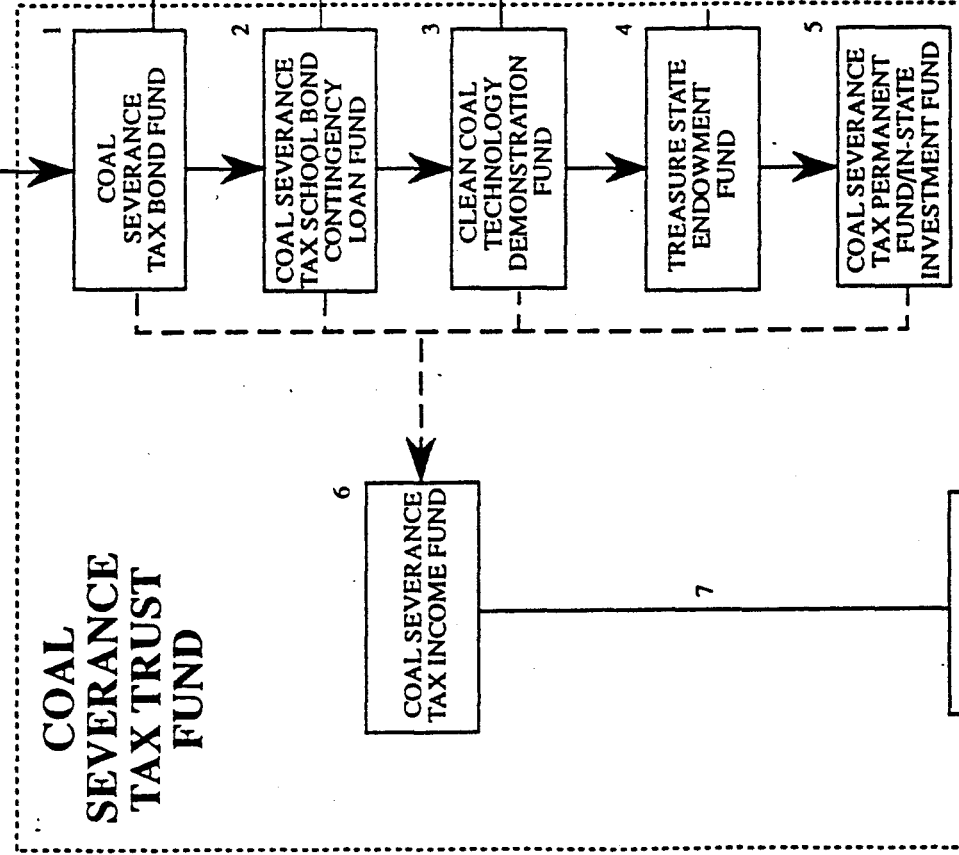 COAL
SEVERANCE
TAX TRUST
FUND
1
COAL
SEVERANCE
TAX BOND FUND
2
COAL SEVERANCE
TAX SCHOOL BOND
CONTINGENCY
LOAN FUND
3
CLEAN COAL
TECHNOLOGY
DEMONSTRATION
FUND
4
TREASURE STATE
ENDOWMENT
FUND
5
COAL SEVERANCE
TAX PERMANENT
FUND/IN-STATE
INVESTMENT FUND
6
COAL SEVERANCE
TAX INCOME FUND
7